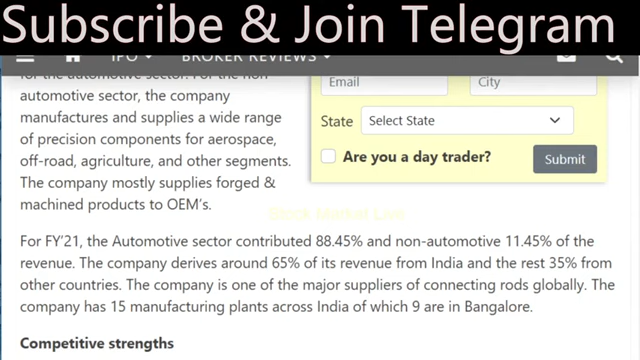 Subscribe & Join Telegram
IPO BROKER REVIEWS
for the automotive sector. For the non
automotive sector, the company
manufactures and supplies a wide range
of precision components for aerospace,
off-road, agriculture, and other segments.
The company mostly supplies forged &
machined products to OEM's.
Email City
State Select State
Are you a day trader? Submit
Stock Market Live
For FY'21, the Automotive sector contributed 88.45% and non-automotive 11.45% of the
revenue. The company derives around 65% of its revenue from India and the rest 35% from
other countries. The company is one of the major suppliers of connecting rods globally. The
company has 15 manufacturing plants across India of which 9 are in Bangalore.
Competitive strengths